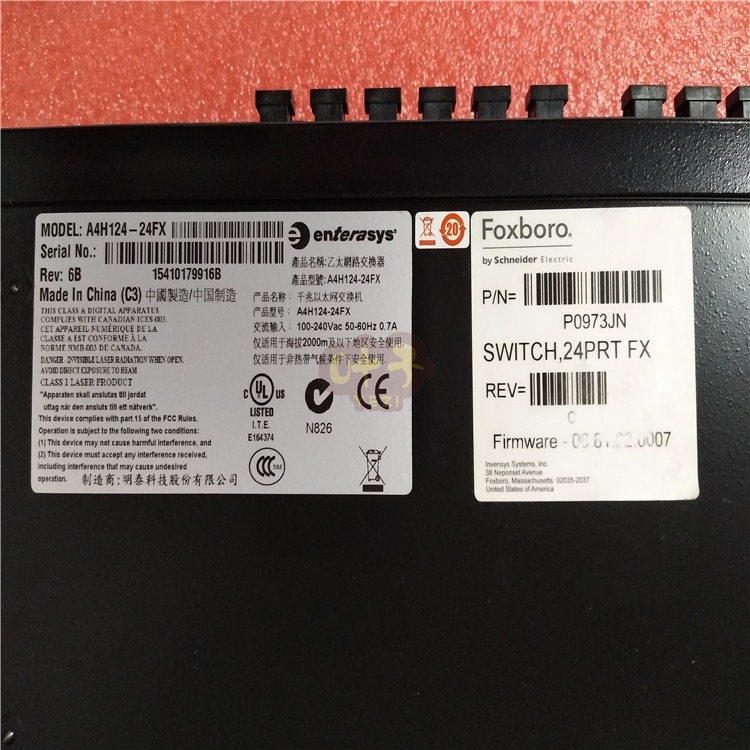 MODEL: A4H124-24FX
Serial No.:
Rev: 6B 15410179916B
Made In China (C3) 中國製造/中国制造
THIS CLASS A DIGITAL APPARATUS
COMPLIES WITH CANADIAN ICES-003.
CET APPAREIL NUMÉRIQUE DE LA
CLASSE A EST CONFORME À LA
NORME NMB-003 DU CANADA.
DANGER - INVISIBLE LASER RADIATION WHEN OPEN.
AVOID DIRECT EXPOSURE TO BEAM
CLASS 1 LASER PRODUCT
"Apparaten skall anslutas till jordat
uttag när den ansluts till ett nätverk".
This device complies with part 15 of the FCC Rules.
Operation is subject to the following two conditions:
(1) This device may not cause harmful interference, and
(2) This device must accept any interference received,
including interference that may cause undesired
operation.
製造商:明泰科技股份有限公司
enterasys
產品名稱:乙太網路交換器
產品型號:A4H124-24FX
产品名称: 千兆以太网交换机
产品型号: A4H124-24FX
交流输入: 100-240Vac 50-60Hz 0.7A
仅适用于海拔2000m及以下地区安全使用.
仅适用于非热带气候条件下安全使用.
C UL US
LISTED
I.T.E.
E164374
N826
CE
CCC
20
Foxboro.
by Schneider Electric
P/N=
P0973JN
SWITCH,24PRT FX
REV=
C
Firmware - 0007
Invensys Systems, Inc.
38 Neponset Avenue
Foxboro, Massachusetts 02035-2037
United States of America